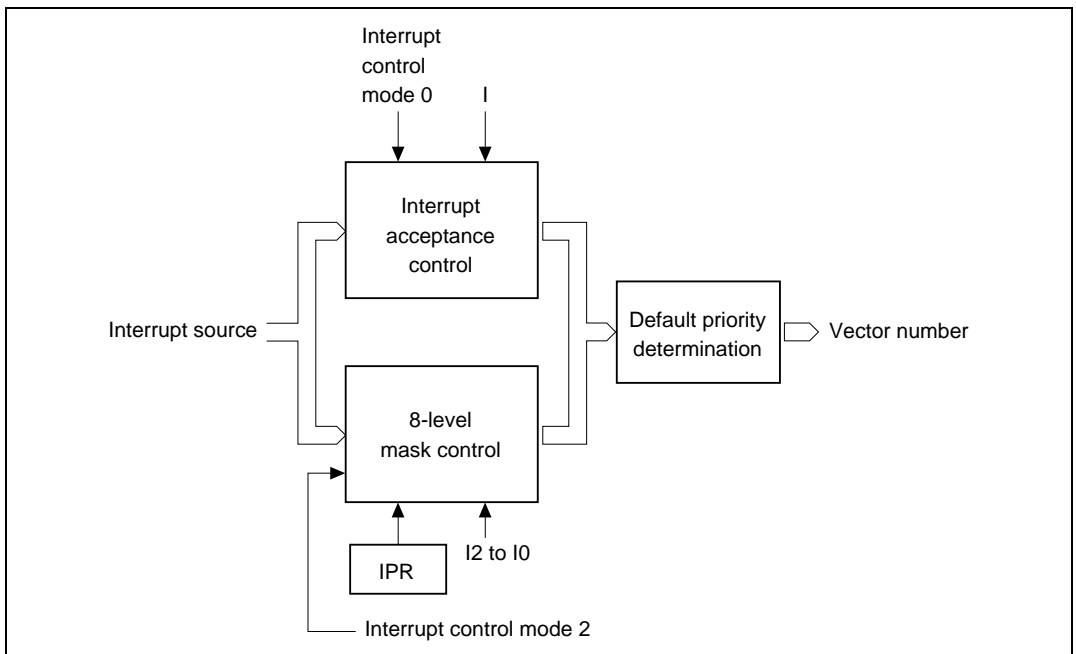 Interrupt
control
mode 0
I
Interrupt
acceptance
control
Interrupt source
Default priority
determination
Vector number
8-level
mask control
I2 to I0
IPR
Interrupt control mode 2